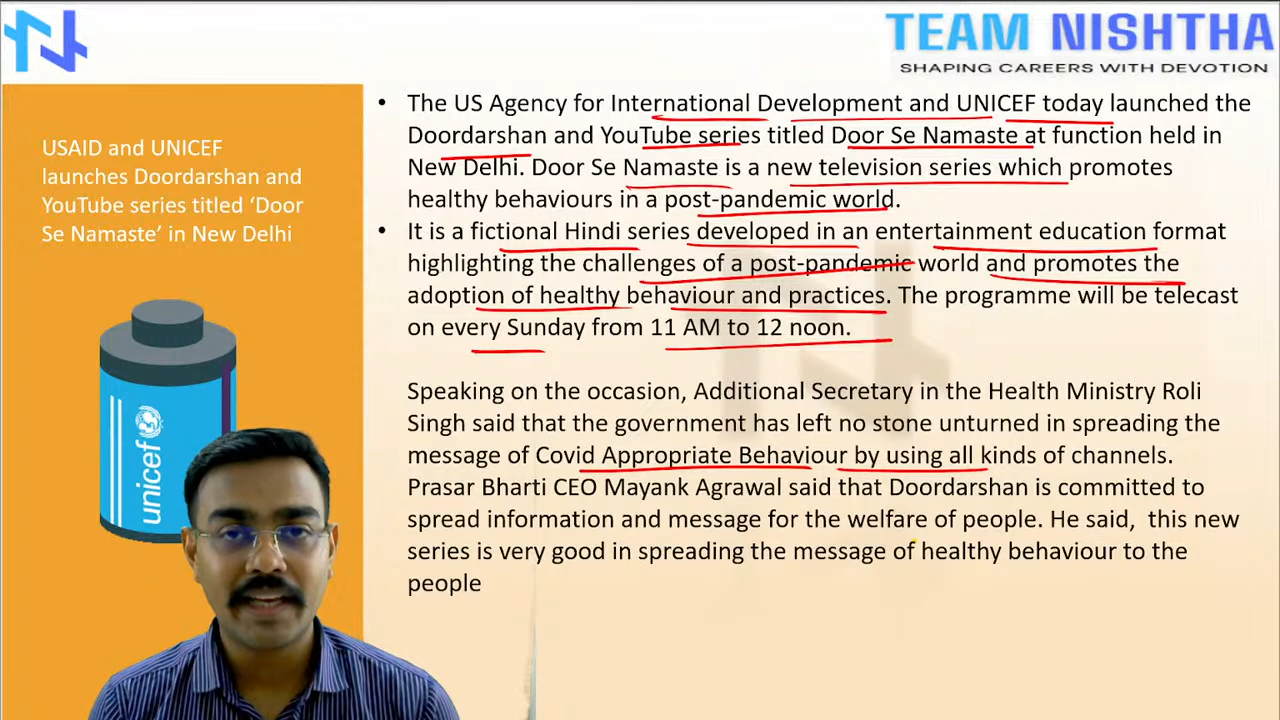 TEAM NISHTHA
SHAPING CAREERS WITH DEVOTION
USAID and UNICEF
launches Doordarshan and
YouTube series titled ‘Door
Se Namaste’ in New Delhi
unicef
• The US Agency for International Development and UNICEF today launched the
Doordarshan and YouTube series titled Door Se Namaste at function held in
New Delhi. Door Se Namaste is a new television series which promotes
healthy behaviours in a post-pandemic world.
• It is a fictional Hindi series developed in an entertainment education format
highlighting the challenges of a post-pandemic world and promotes the
adoption of healthy behaviour and practices. The programme will be telecast
on every Sunday from 11 AM to 12 noon.
Speaking on the occasion, Additional Secretary in the Health Ministry Roli
Singh said that the government has left no stone unturned in spreading the
message of Covid Appropriate Behaviour by using all kinds of channels.
Prasar Bharti CEO Mayank Agrawal said that Doordarshan is committed to
spread information and message for the welfare of people. He said, this new
series is very good in spreading the message of healthy behaviour to the
people